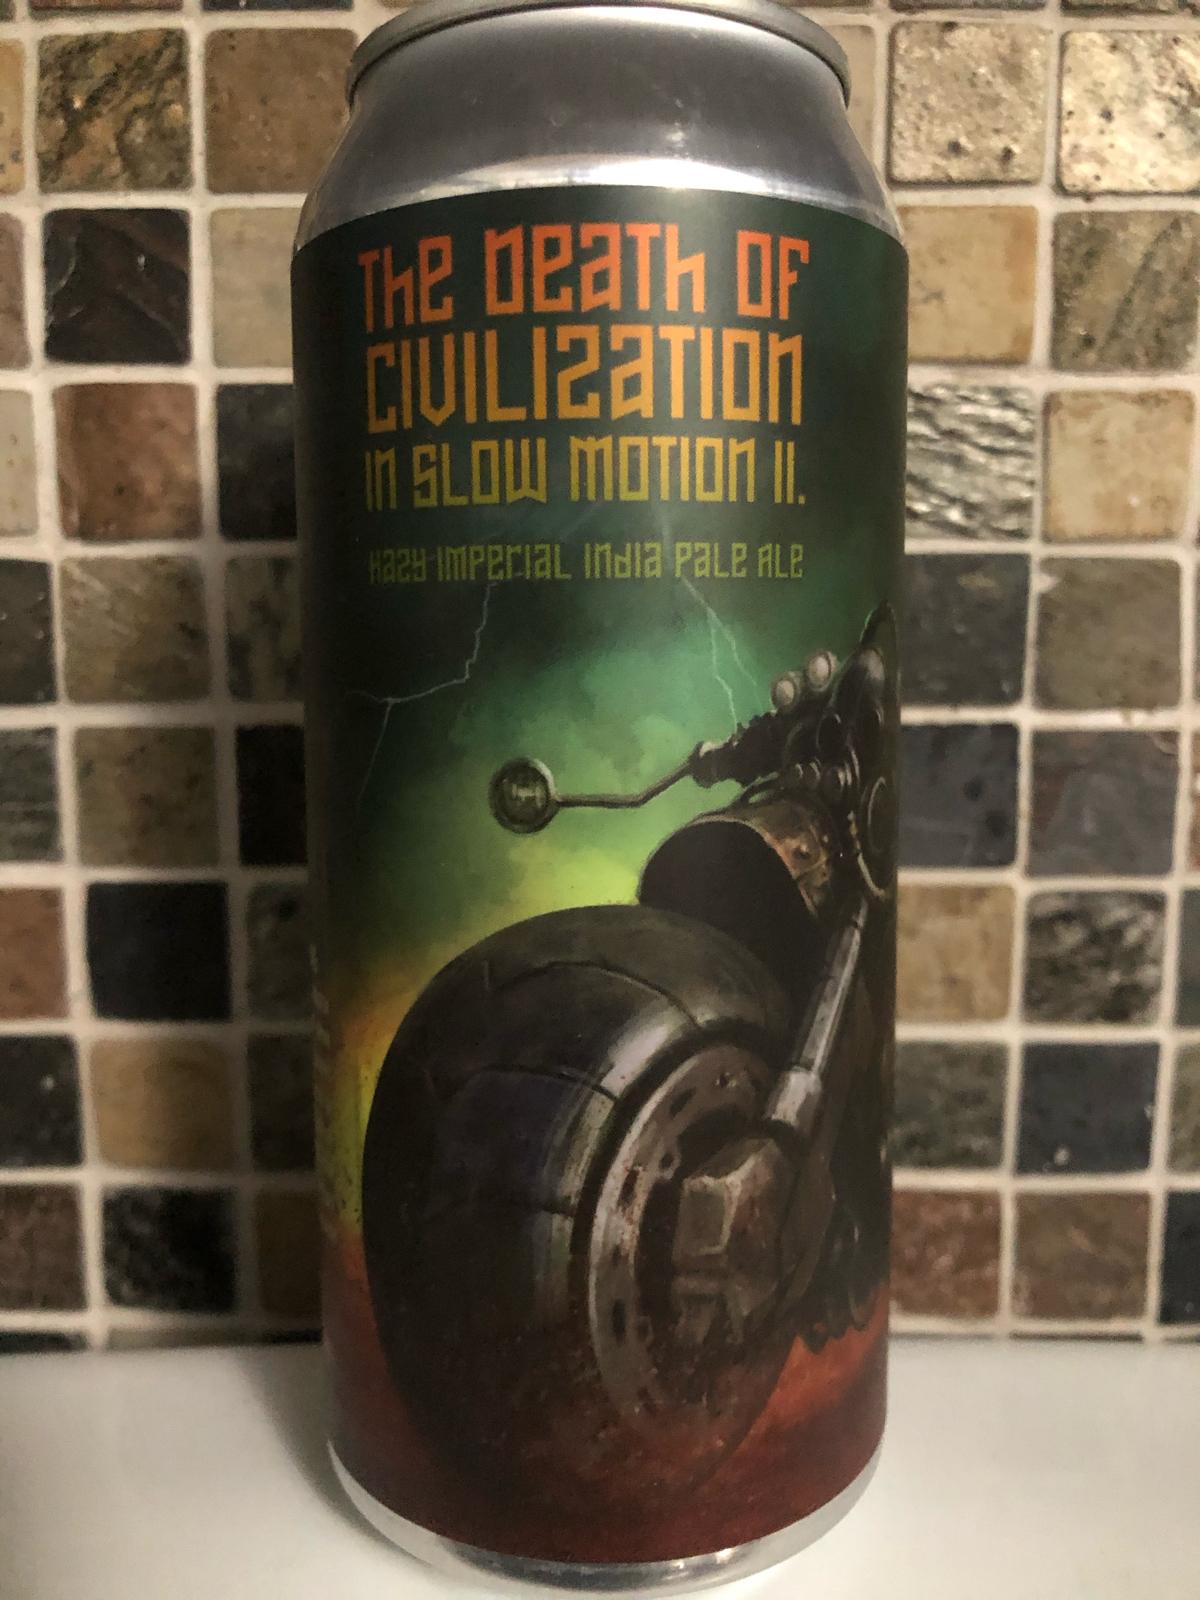 The Death of
Civilization
in Slow Motion II.
Hazy Imperial India Pale Ale